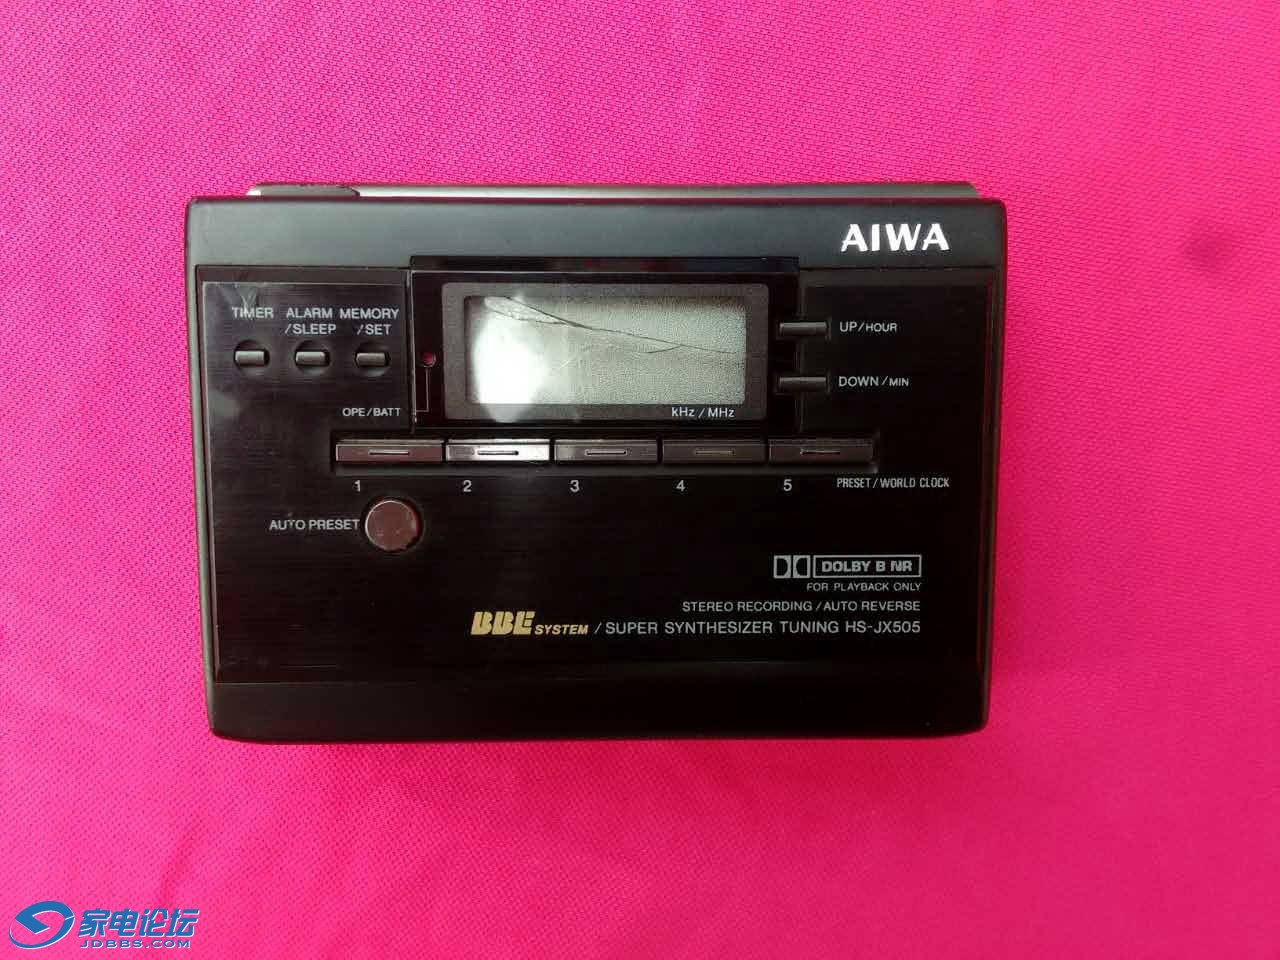 AIWA
TIMER
ALARM
/SLEEP
MEMORY
/SET
UP/HOUR
DOWN/MIN
OPE/BATT
kHz/MHz
1
2
3
4
5
PRESET/WORLD CLOCK
AUTO PRESET
DOLBY B NR
FOR PLAYBACK ONLY
STEREO RECORDING/AUTO REVERSE
BBE SYSTEM / SUPER SYNTHESIZER TUNING HS-JX505
家电论坛
JDBBS.COM